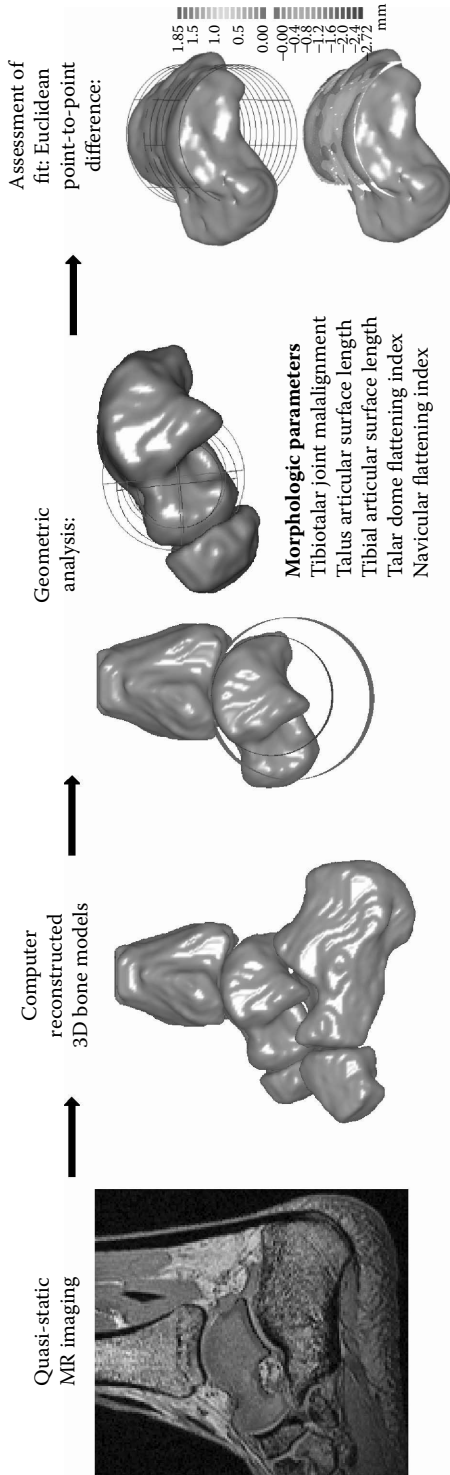 Quasi-static
MR imaging
Computer
reconstructed
3D bone models
Geometric
analysis:
Morphologic parameters
Tibiotalar joint malalignment
Talus articular surface length
Tibial articular surface length
Talar dome flattening index
Navicular flattening index
Assessment of
fit: Euclidean
point-to-point
difference:
1.85
1.5
1.0
0.5
0.00
−0.00
−0.4
−0.8
−1.2
−1.6
−2.0
−2.4
−2.72
mm